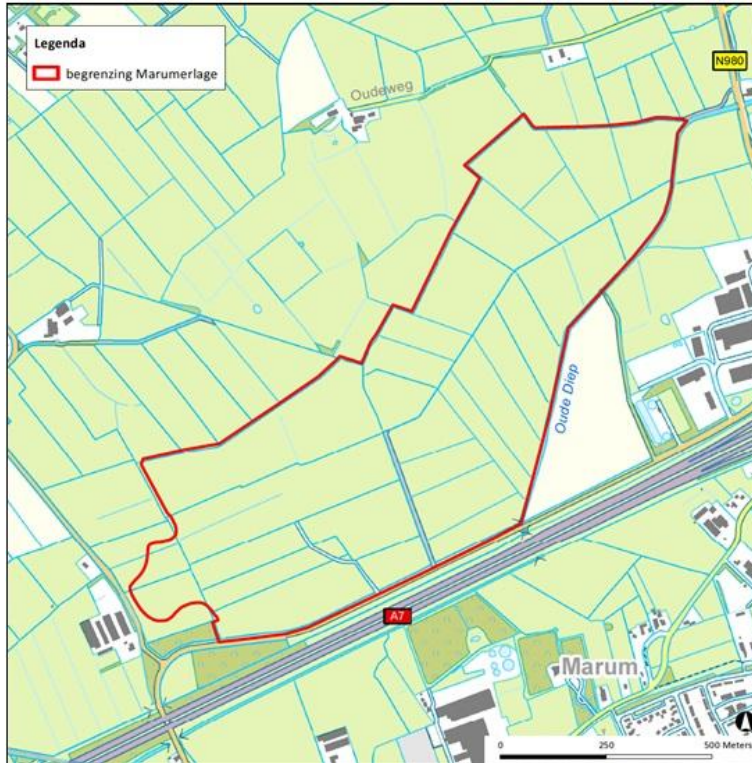 Legenda
begrenzing Marumerlage
N980
Oudeweg
Oude Diep
A7
Marum
0 250 500 Meters